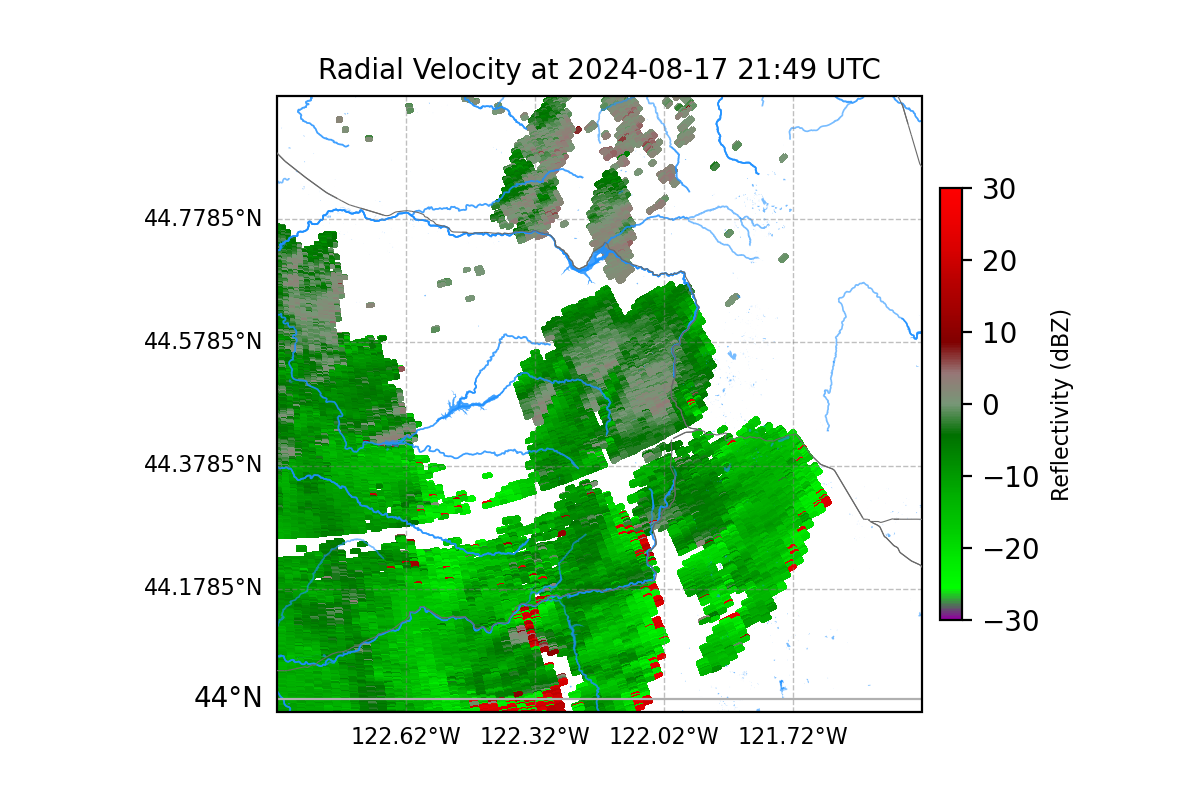 Radial Velocity at 2024-08-17 21:49 UTC
44.7785°N
44.5785°N
44.3785°N
44.1785°N
44°N
122.62°W 122.32°W 122.02°W 121.72°W
30
20
10
0
−10
−20
−30
Reflectivity (dBZ)